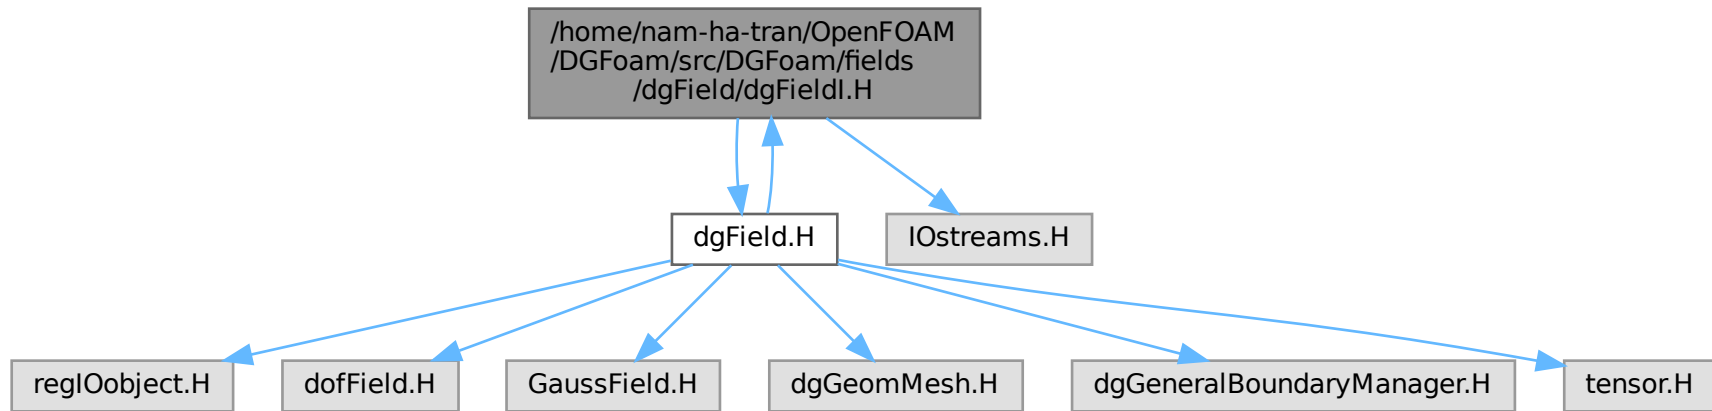 /home/nam-ha-tran/OpenFOAM
/DGFoam/src/DGFoam/fields
/dgField/dgFieldI.H
dgField.H
IOstreams.H
regIOobject.H
dofField.H
GaussField.H
dgGeomMesh.H
dgGeneralBoundaryManager.H
tensor.H